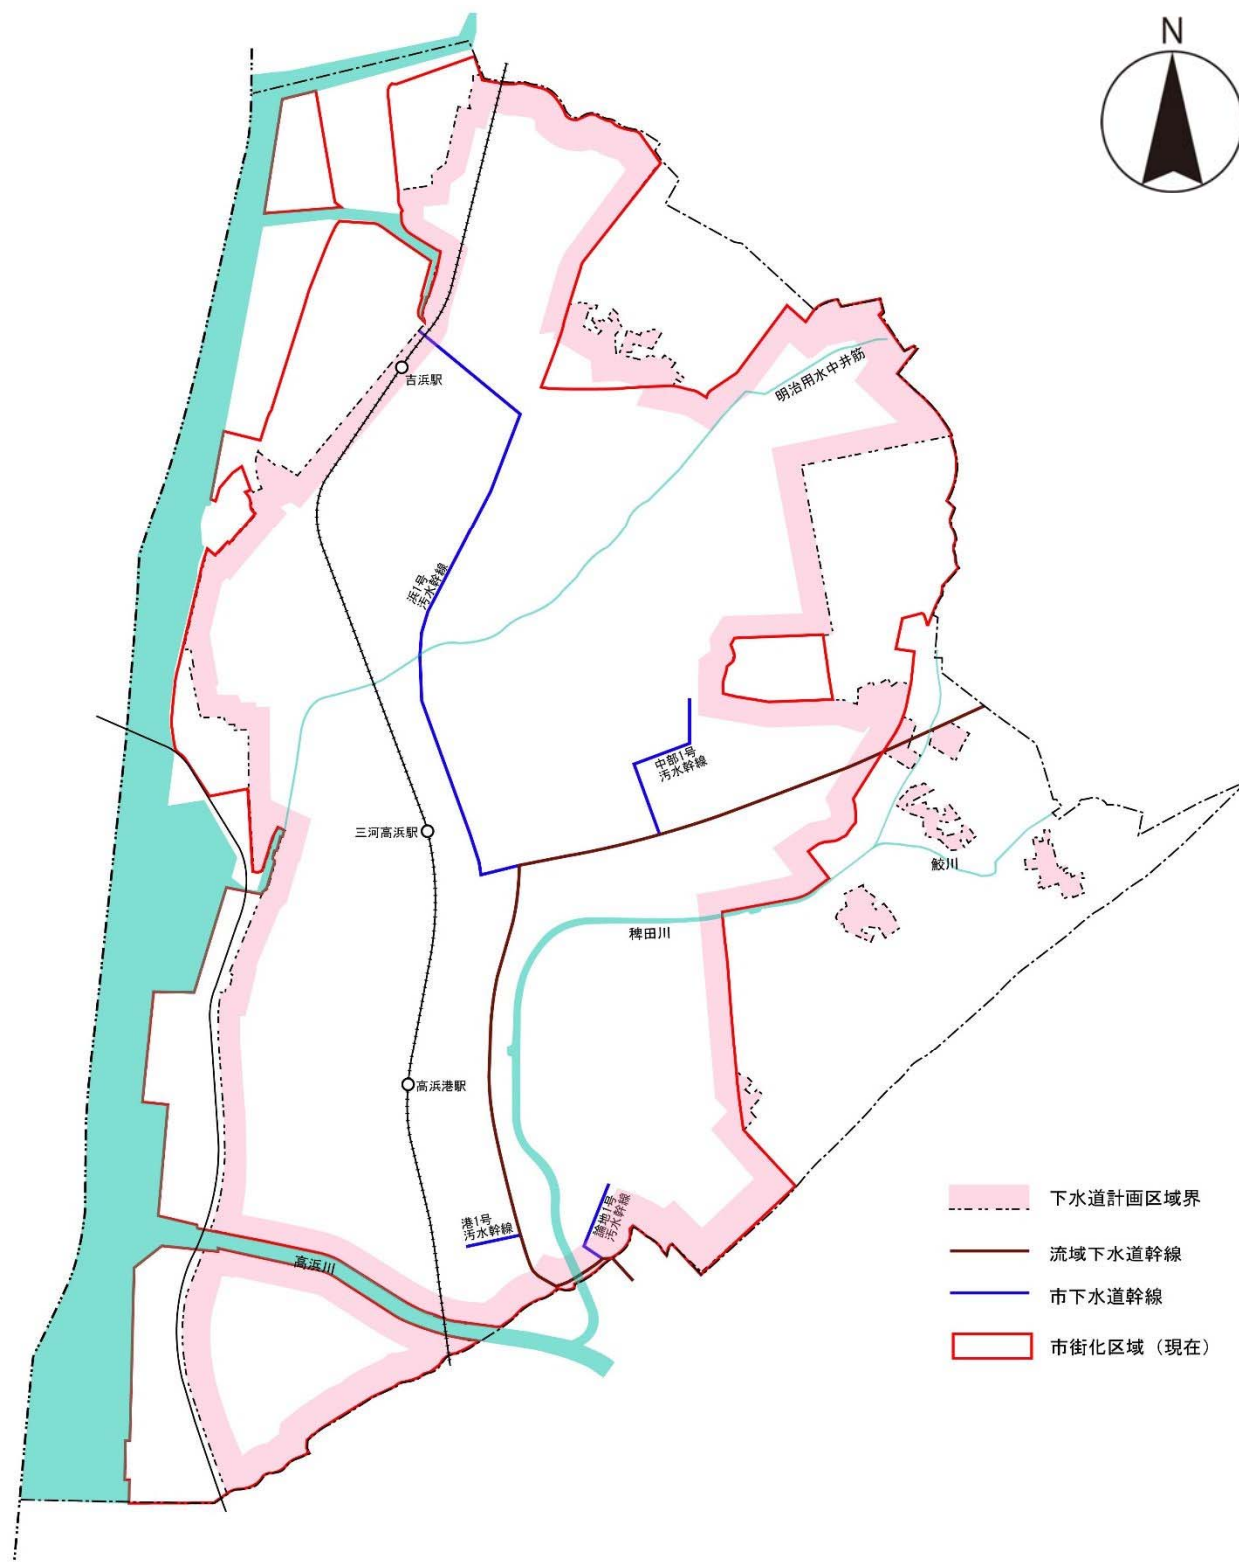 N
明治用水中井筋
吉浜駅
浜1号
汚水幹線
中部1号
汚水幹線
三河高浜駅
鮫川
稗田川
高浜港駅
港1号
汚水幹線
論地1号
汚水幹線
高浜川
下水道計画区域界
流域下水道幹線
市下水道幹線
市街化区域（現在）